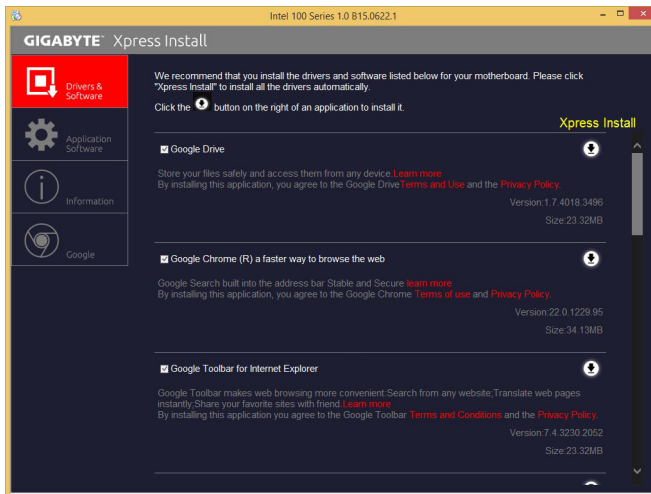 Intel 100 Series 1.0 B15.0622.1
GIGABYTE™ Xpress Install
Drivers &
Software
Application
Software
Information
Google
We recommend that you install the drivers and software listed below for your motherboard. Please click
"Xpress Install" to install all the drivers automatically.
Click the button on the right of an application to install it.
Xpress Install
Google Drive
Store your files safely and access them from any device.Learn more
By installing this application, you agree to the Google DriveTerms and Use and the Privacy Policy.
Version:1.7.4018.3496
Size:23.32MB
Google Chrome (R) a faster way to browse the web
Google Search built into the address bar Stable and Secure learn more
By installing this application, you agree to the Google Chrome Terms of use and Privacy Policy.
Version:22.0.1229.95
Size:34.13MB
Google Toolbar for Internet Explorer
Google Toolbar makes web browsing more convenient:Search from any website;Translate web pages
instantly;Share your favorite sites with friend.Learn more
By installing this application you agree to the Google Toolbar Terms and Conditions and the Privacy Policy.
Version:7.4.3230.2052
Size:23.32MB